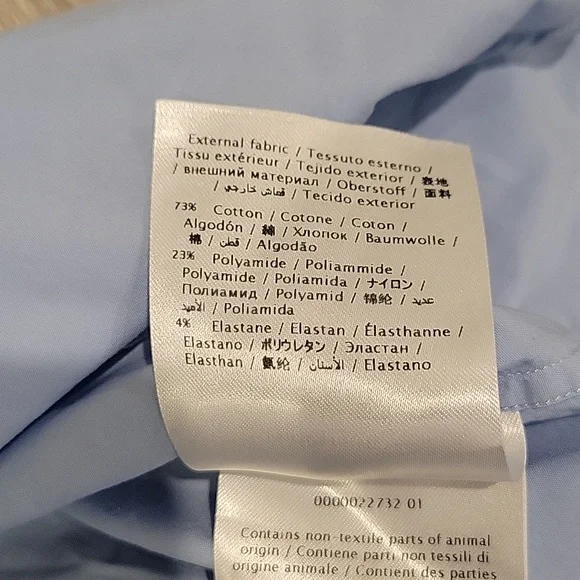 External fabric / Tessuto esterno /
Tissu extérieur / Tejido exterior / 表地
/ внешний материал / Oberstoff / 面料
/ قماش خارجي / Tecido exterior
73% Cotton / Cotone / Coton /
Algodón / 綿 / Хлопок / Baumwolle /
棉 / قطن / Algodão
23% Polyamide / Poliammide /
Polyamide / Poliamida / ナイロン /
Полиамид / Polyamid / 锦纶 / عديد
الأميد / Poliamida
4% Elastane / Elastan / Élasthanne /
Elastano / ポリウレタン / Эластан /
Elasthan / 氨纶 / الأستان / Elastano
0000022732 01
Contains non-textile parts of animal
origin / Contiene parti non tessili di
origine animale / Contient des parties